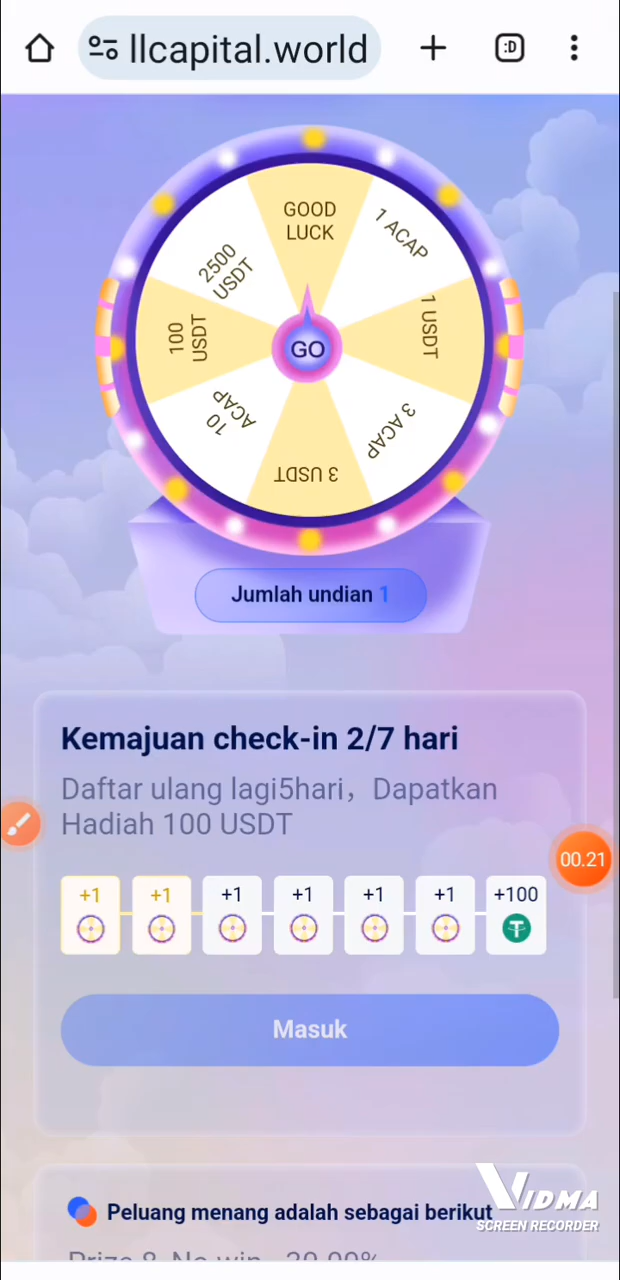 llcapital.world
:D
GOOD
LUCK
1 ACAP
2500
USDT
1 USDT
100
USDT
GO
10
ACAP
3 ACAP
3 USDT
Jumlah undian 1
Kemajuan check-in 2/7 hari
Daftar ulang lagi5hari，Dapatkan
Hadiah 100 USDT
00.21
+1 +1 +1 +1 +1 +1 +100
Masuk
Peluang menang adalah sebagai berikut
VIDMA
SCREEN RECORDER